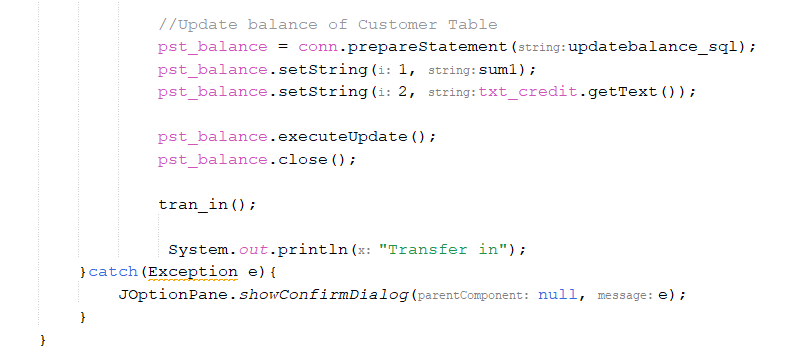 //Update balance of Customer Table
pst_balance = conn.prepareStatement(string:updatebalance_sql);
pst_balance.setString(i: 1, string:sum1);
pst_balance.setString(i: 2, string:txt_credit.getText());
pst_balance.executeUpdate();
pst_balance.close();
tran_in();
System.out.println(x: "Transfer in");
}catch(Exception e){
JOptionPane.showConfirmDialog(parentComponent: null, message: e);
}
}